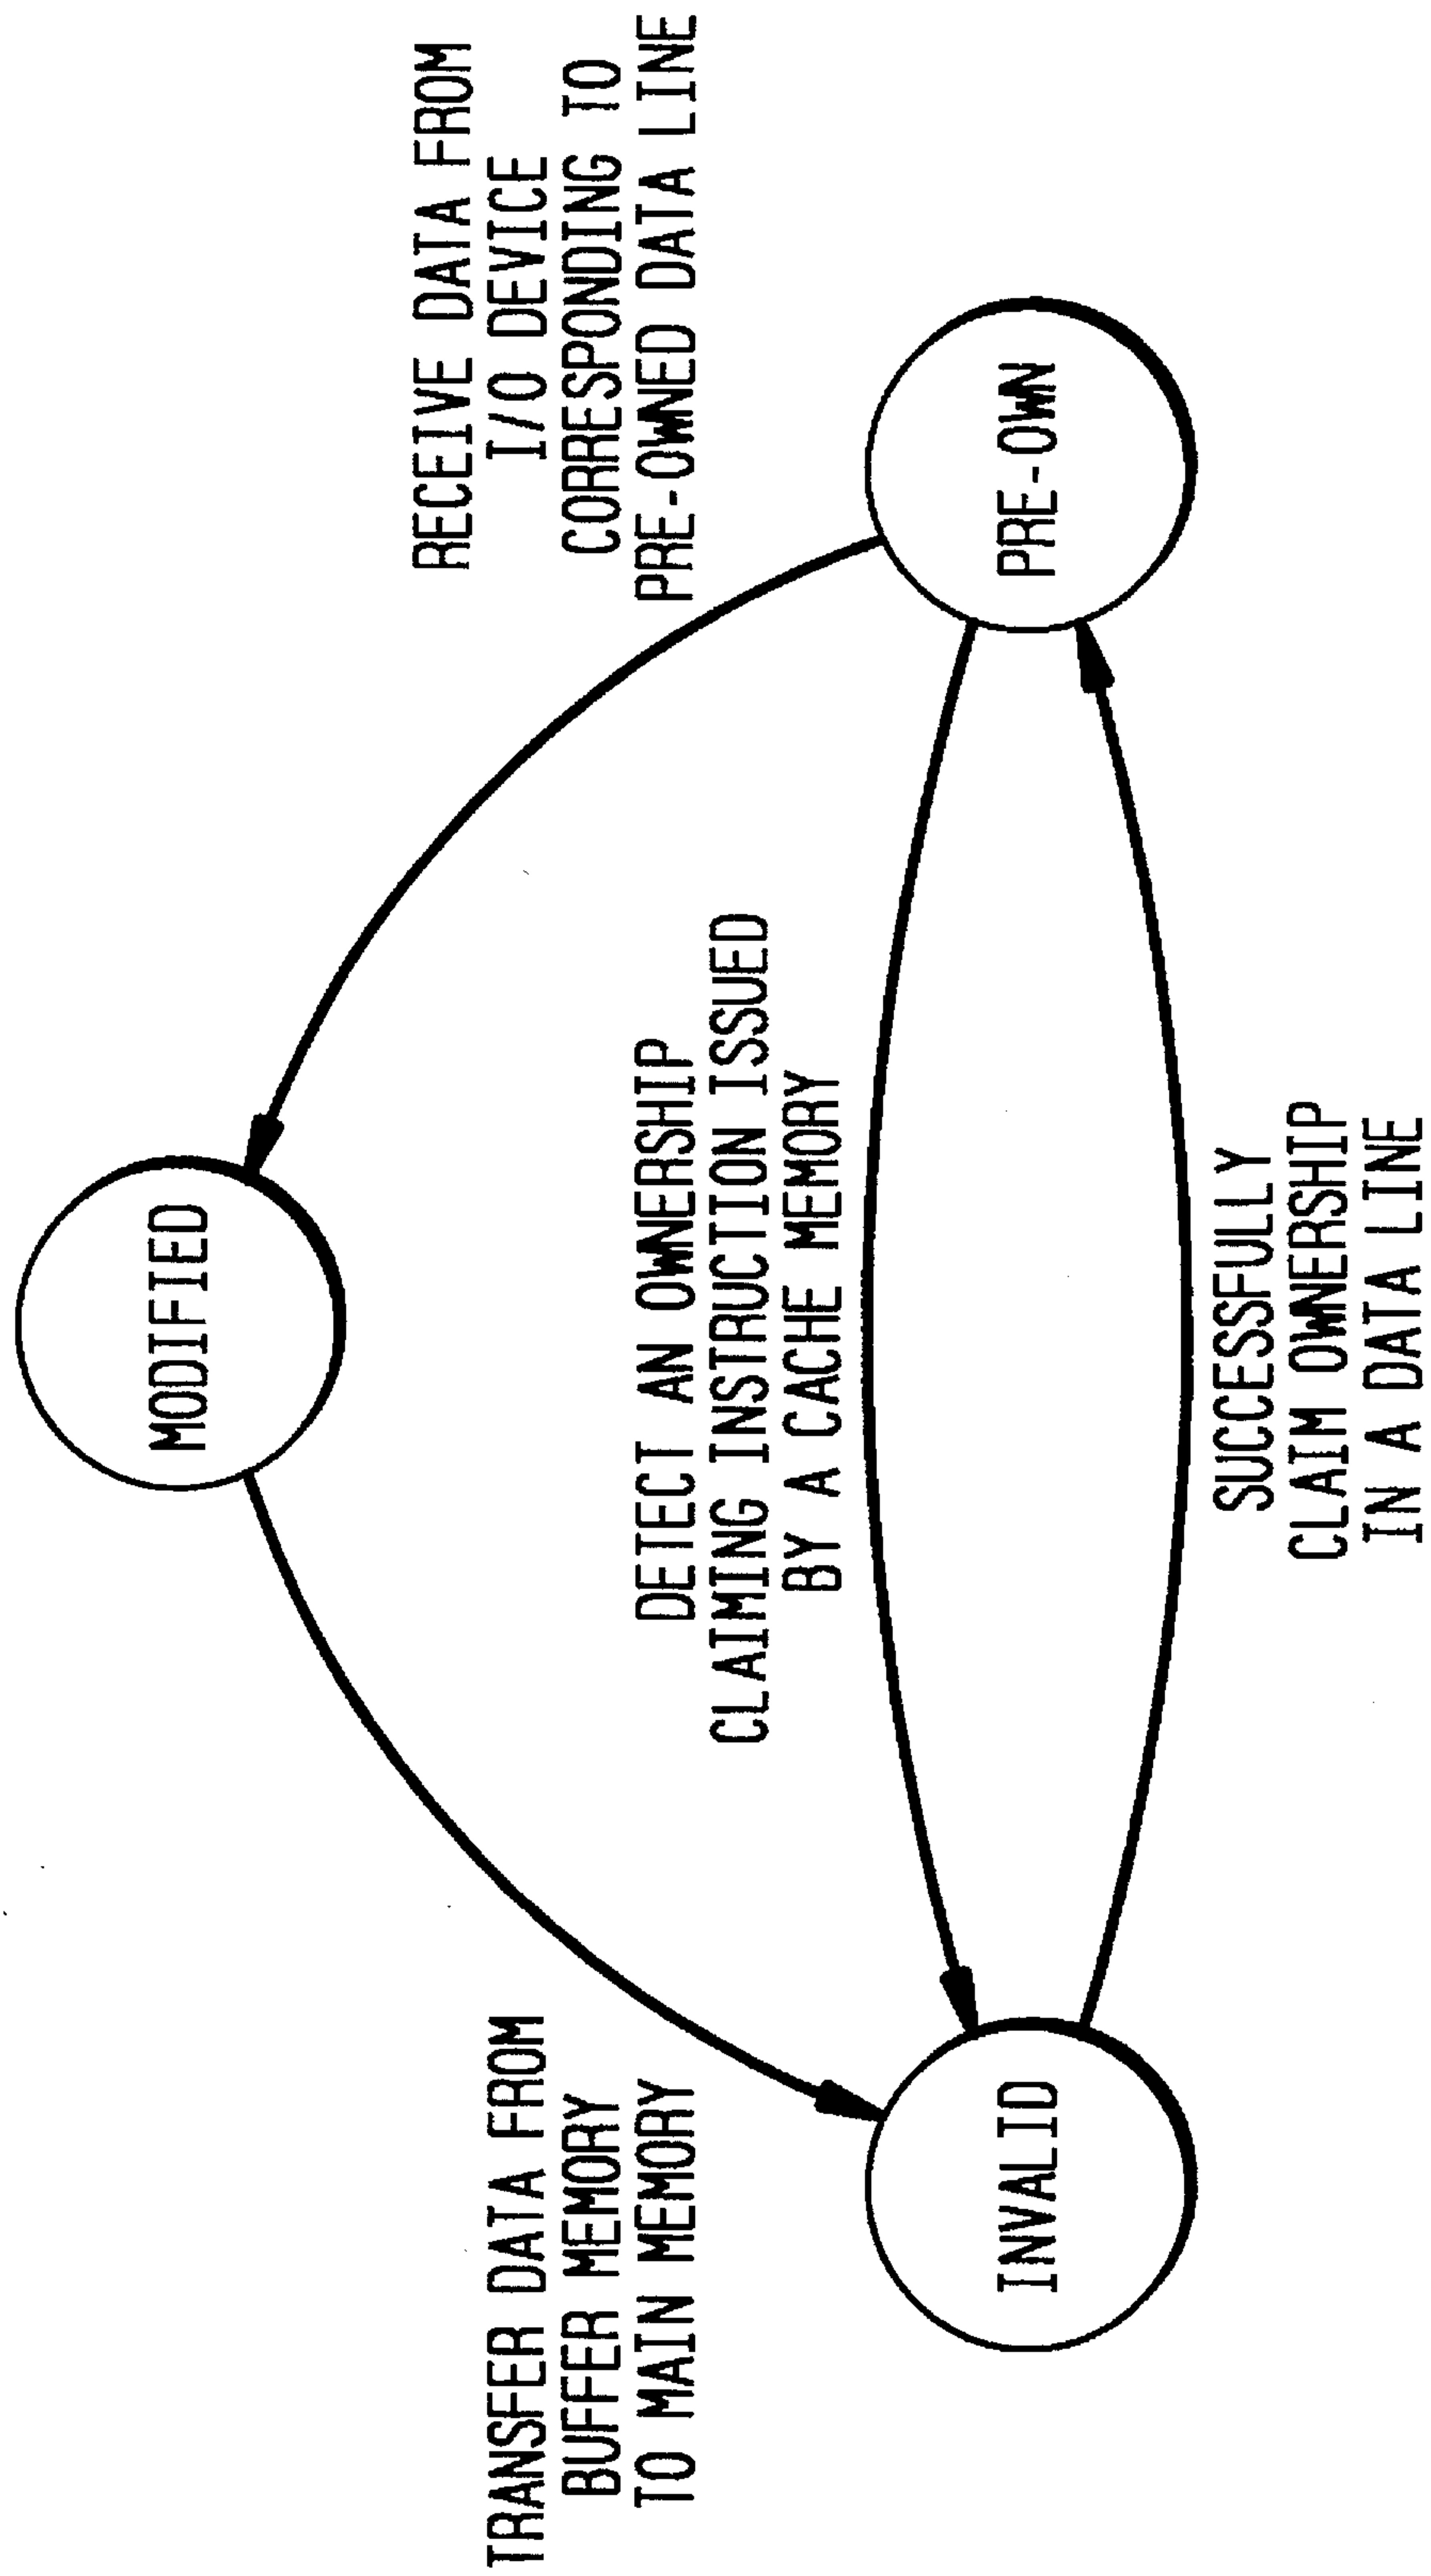 MODIFIED
RECEIVE DATA FROM
I/O DEVICE
CORRESPONDING TO
PRE-OWNED DATA LINE
TRANSFER DATA FROM
BUFFER MEMORY
TO MAIN MEMORY
DETECT AN OWNERSHIP
CLAIMING INSTRUCTION ISSUED
BY A CACHE MEMORY
INVALID
PRE-OWN
SUCCESSFULLY
CLAIM OWNERSHIP
IN A DATA LINE